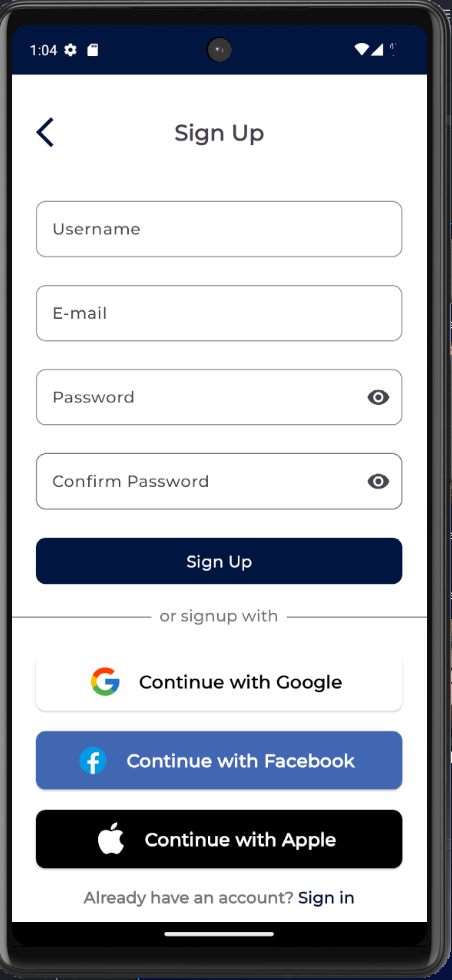 1:04
Sign Up
Username
E-mail
Password
Confirm Password
Sign Up
or signup with
Continue with Google
Continue with Facebook
Continue with Apple
Already have an account? Sign in